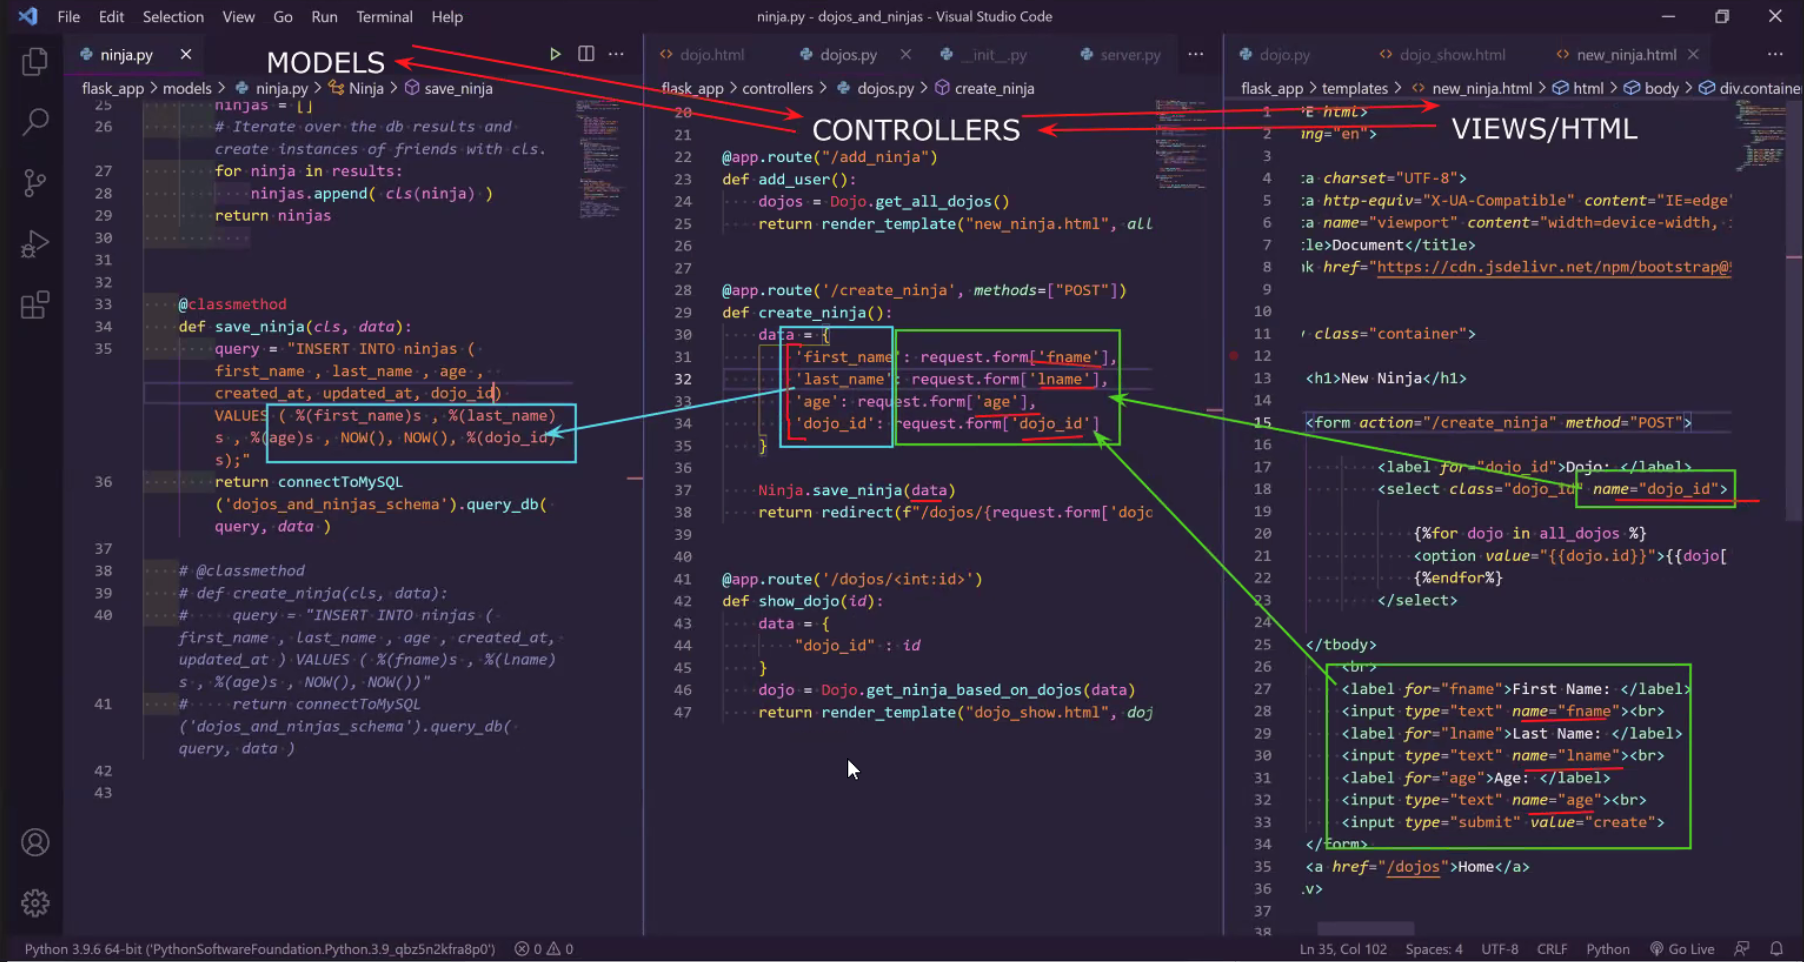 File Edit Selection View Go Run Terminal Help
ninja.py - dojos_and_ninjas - Visual Studio Code
ninja.py
MODELS
flask_app > models > ninja.py > Ninja > save_ninja
25 ninjas = []
26 # Iterate over the db results and
create instances of friends with cls.
27 for ninja in results:
28 ninjas.append( cls(ninja) )
29 return ninjas
30
31
32
33 @classmethod
34 def save_ninja(cls, data):
35 query = "INSERT INTO ninjas (
first_name , last_name , age ,
created_at, updated_at, dojo_id)
VALUES ( %(first_name)s , %(last_name)
s , %(age)s , NOW(), NOW(), %(dojo_id)
s);"
36 return connectToMySQL
('dojos_and_ninjas_schema').query_db(
query, data )
37
38 # @classmethod
39 # def create_ninja(cls, data):
40 # query = "INSERT INTO ninjas (
first_name , last_name , age , created_at,
updated_at ) VALUES ( %(fname)s , %(lname)
s , %(age)s , NOW(), NOW())"
41 # return connectToMySQL
('dojos_and_ninjas_schema').query_db(
query, data )
42
43
dojo.html dojos.py __init__.py server.py
flask_app > controllers > dojos.py > create_ninja
CONTROLLERS
20
21
22 @app.route("/add_ninja")
23 def add_user():
24 dojos = Dojo.get_all_dojos()
25 return render_template("new_ninja.html", all
26
27
28 @app.route('/create_ninja', methods=["POST"])
29 def create_ninja():
30 data = {
31 'first_name': request.form['fname'],
32 'last_name': request.form['lname'],
33 'age': request.form['age'],
34 'dojo_id': request.form['dojo_id']
35 }
36
37 Ninja.save_ninja(data)
38 return redirect(f"/dojos/{request.form['dojo
39
40
41 @app.route('/dojos/<int:id>')
42 def show_dojo(id):
43 data = {
44 "dojo_id" : id
45 }
46 dojo = Dojo.get_ninja_based_on_dojos(data)
47 return render_template("dojo_show.html", doj
dojo.py dojo_show.html new_ninja.html
flask_app > templates > new_ninja.html > html > body > div.container
VIEWS/HTML
1 'E html>
2 ang="en">
3
4 ta charset="UTF-8">
5 ta http-equiv="X-UA-Compatible" content="IE=edge"
6 ta name="viewport" content="width=device-width,
7 tle>Document</title>
8 nk href="https://cdn.jsdelivr.net/npm/bootstrap@5
9
10
11 y class="container">
12
13 <h1>New Ninja</h1>
15 <form action="/create_ninja" method="POST">
16
17 <label for="dojo_id">Dojo: </label>
18 <select class="dojo_id" name="dojo_id">
19
20 {%for dojo in all_dojos %}
21 <option value="{{dojo.id}}">{{dojo[
22 {%endfor%}
23 </select>
24
25 </tbody>
26 <br>
27 <label for="fname">First Name: </label>
28 <input type="text" name="fname"><br>
29 <label for="lname">Last Name: </label>
30 <input type="text" name="lname"><br>
31 <label for="age">Age: </label>
32 <input type="text" name="age"><br>
33 <input type="submit" value="create">
34 </form>
35 <a href="/dojos">Home</a>
36 iv>
37
38
Python 3.9.6 64-bit ('PythonSoftwareFoundation.Python.3.9_qbz5n2kfra8p0') 0 0
Ln 35, Col 102 Spaces: 4 UTF-8 CRLF Python Go Live